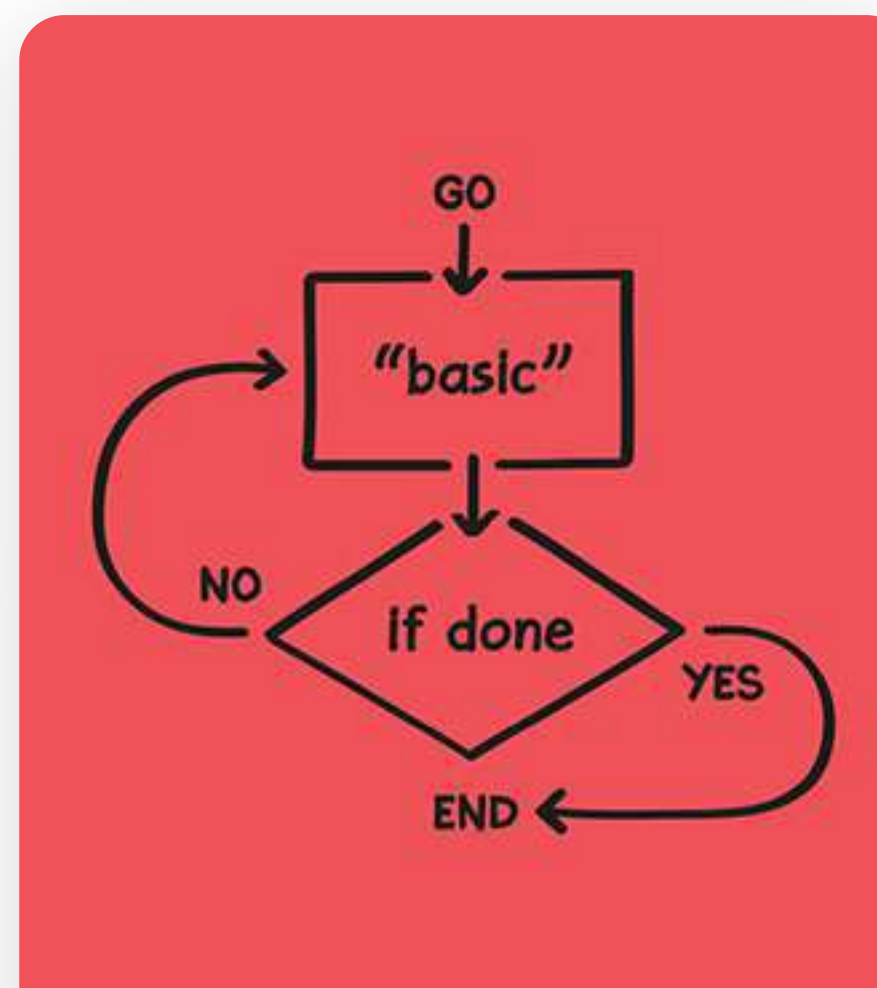 GO
“basic”
if done
NO
YES
END